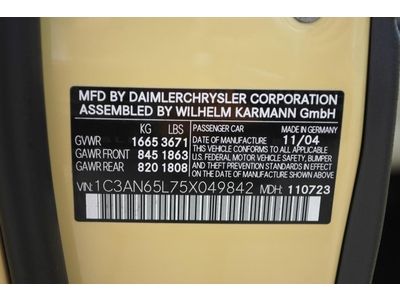 MFD BY DAIMLERCHRYSLER CORPORATION
ASSEMBLED BY WILHELM KARMANN GmbH
KG LBS PASSENGER CAR MADE IN GERMANY
GVWR 1665 3671 DATE OF MANUFACTURE 11/04
GAWR FRONT 845 1863 THIS VEHICLE CONFORMS TO ALL APPLICABLE U.S. FEDERAL MOTOR VEHICLE SAFETY, BUMPER,
GAWR REAR 820 1808 AND THEFT PREVENTION STANDARDS IN EFFECT ON THE DATE OF MANUFACTURE SHOWN ABOVE.
VIN: 1C3AN65L75X049842 MDH: 110723